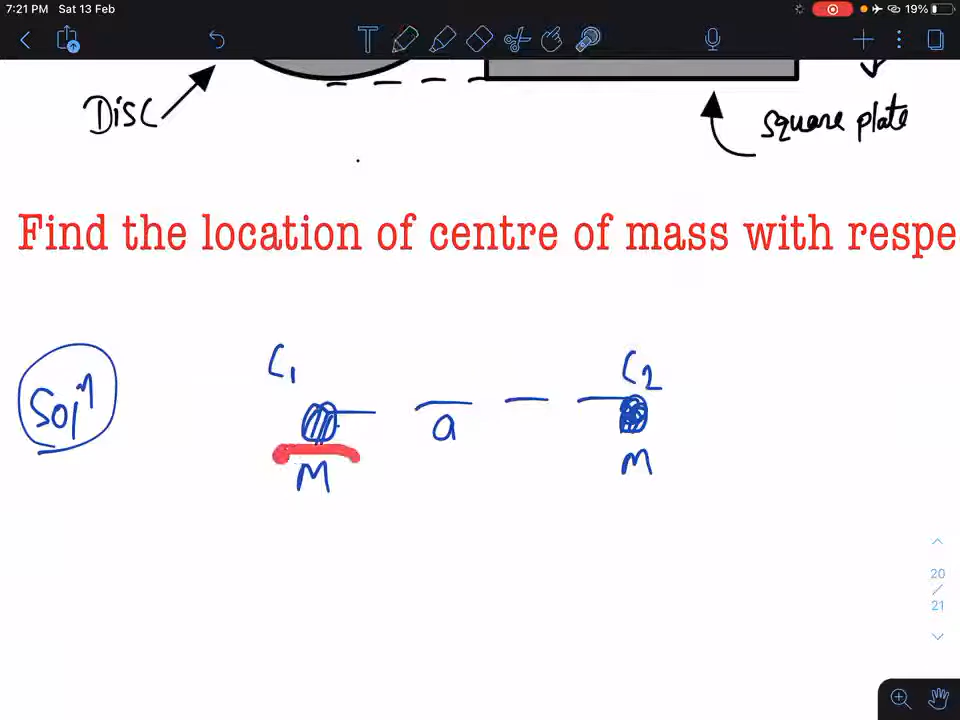 7:21 PM Sat 13 Feb
19%
T
Disc
square plate
Find the location of centre of mass with respe
Solⁿ
C₁
C₂
a
M
M
20
/
21